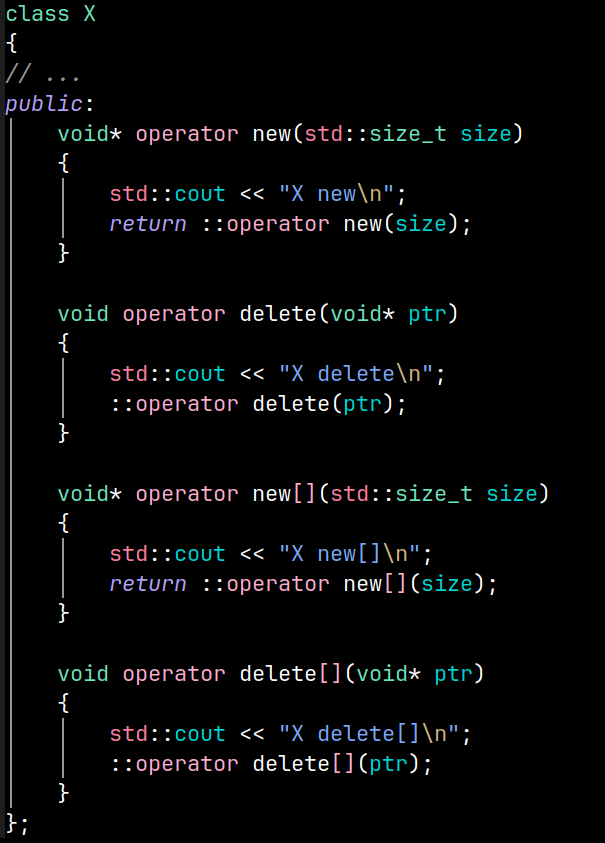 class X
{
// ...
public:
    void* operator new(std::size_t size)
    {
        std::cout << "X new\n";
        return ::operator new(size);
    }

    void operator delete(void* ptr)
    {
        std::cout << "X delete\n";
        ::operator delete(ptr);
    }

    void* operator new[](std::size_t size)
    {
        std::cout << "X new[]\n";
        return ::operator new[](size);
    }

    void operator delete[](void* ptr)
    {
        std::cout << "X delete[]\n";
        ::operator delete[](ptr);
    }
};